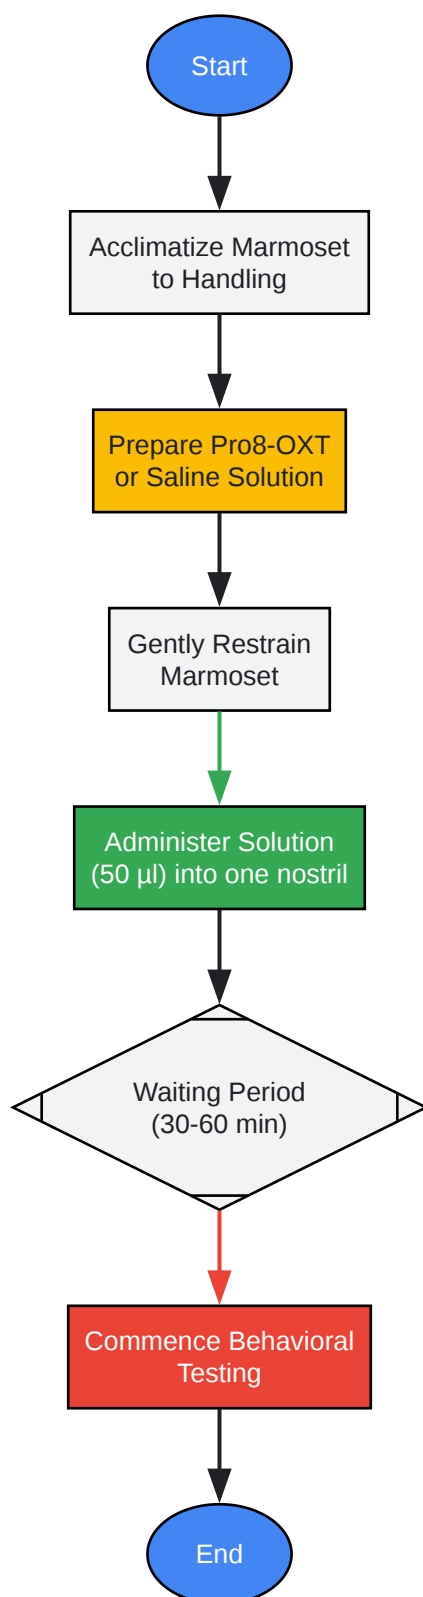 Start
Acclimatize Marmoset
to Handling
Prepare Pro8-OXT
or Saline Solution
Gently Restrain
Marmoset
Administer Solution
(50 µl) into one nostril
Waiting Period
(30-60 min)
Commence Behavioral
Testing
End